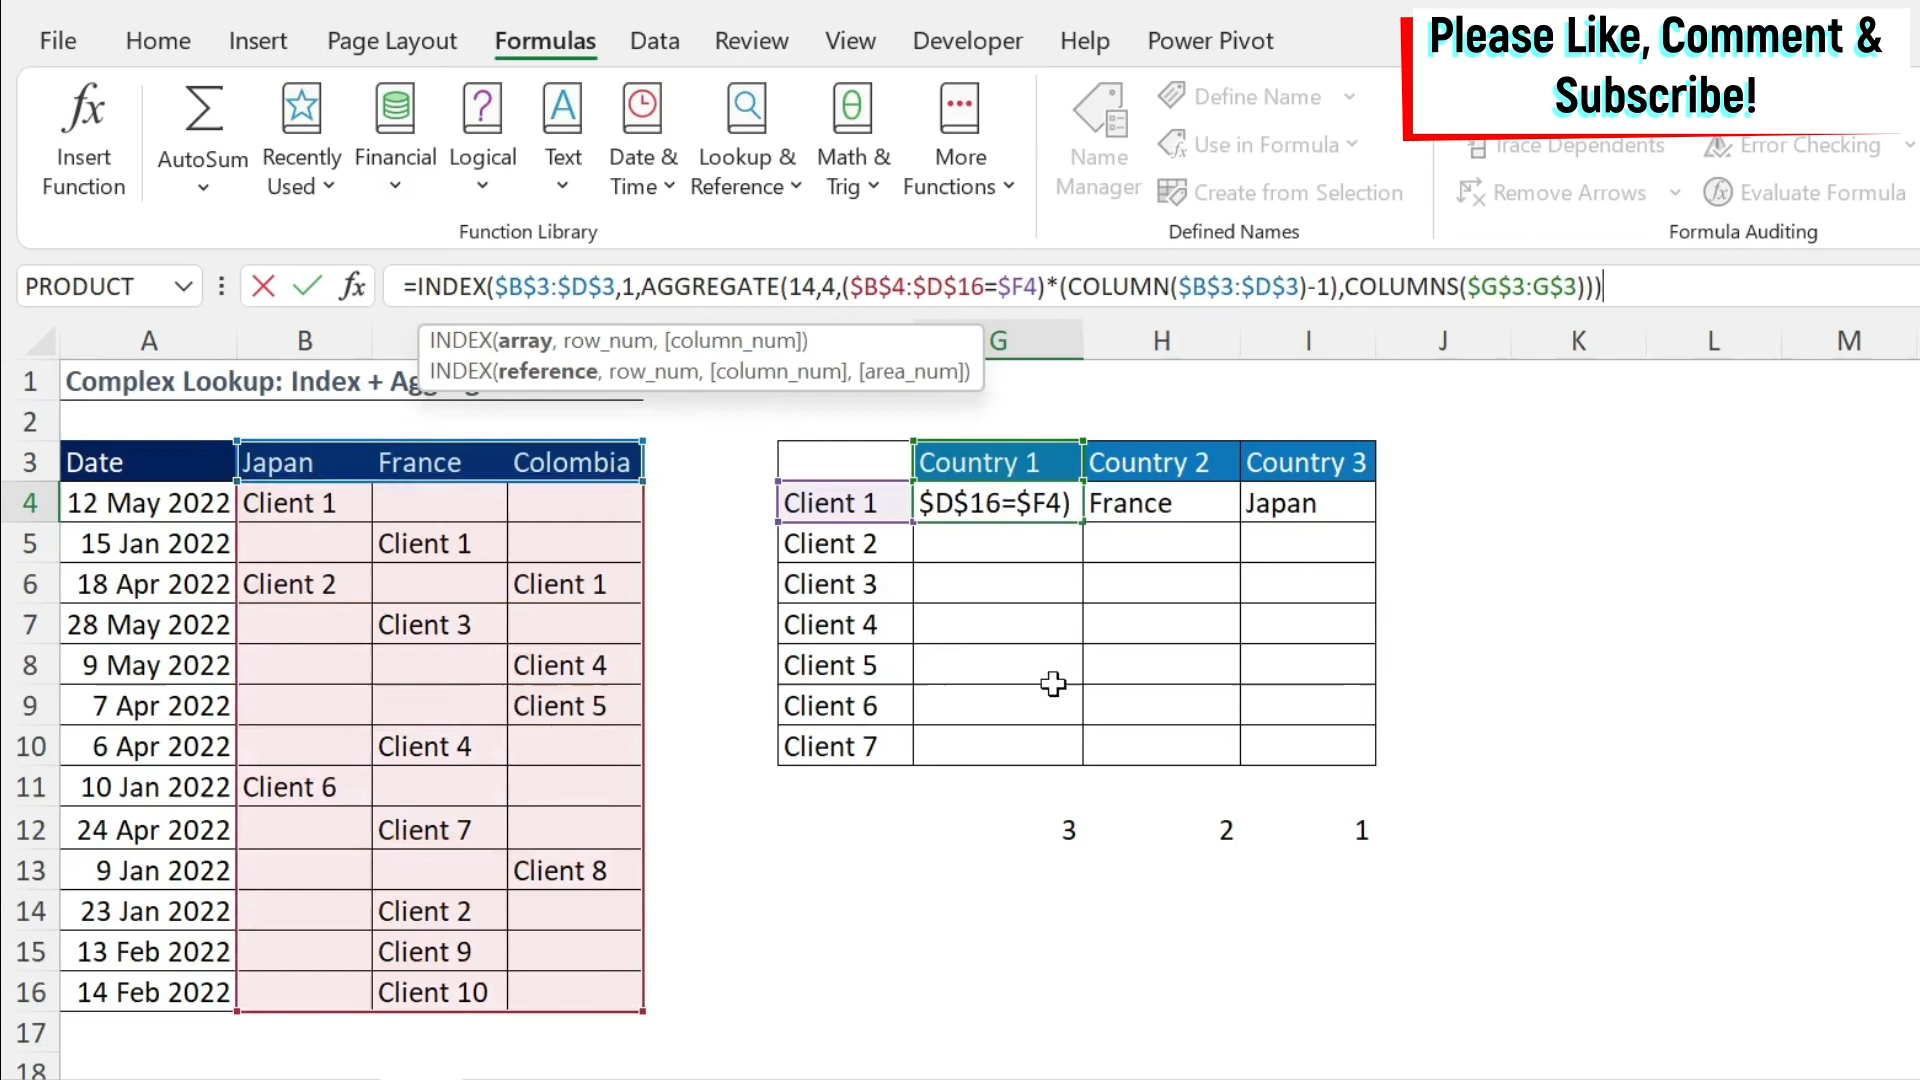 File Home Insert Page Layout Formulas Data Review View Developer Help Power Pivot
Please Like, Comment &
Subscribe!
fx Insert Function
AutoSum
Recently Used
Financial
Logical
Text
Date & Time
Lookup & Reference
Math & Trig
More Functions
Function Library
Name Manager
Define Name
Use in Formula
Create from Selection
Defined Names
Trace Dependents
Error Checking
Remove Arrows
Evaluate Formula
Formula Auditing
PRODUCT
fx
=INDEX($B$3:$D$3,1,AGGREGATE(14,4,($B$4:$D$16=$F4)*(COLUMN($B$3:$D$3)-1),COLUMNS($G$3:G$3)))
INDEX(array, row_num, [column_num])
INDEX(reference, row_num, [column_num], [area_num])
A B G H I J K L M
1 Complex Lookup: Index +
2
3 Date Japan France Colombia Country 1 Country 2 Country 3
4 12 May 2022 Client 1 Client 1 $D$16=$F4) France Japan
5 15 Jan 2022 Client 1 Client 2
6 18 Apr 2022 Client 2 Client 1 Client 3
7 28 May 2022 Client 3 Client 4
8 9 May 2022 Client 4 Client 5
9 7 Apr 2022 Client 5 Client 6
10 6 Apr 2022 Client 4 Client 7
11 10 Jan 2022 Client 6
12 24 Apr 2022 Client 7 3 2 1
13 9 Jan 2022 Client 8
14 23 Jan 2022 Client 2
15 13 Feb 2022 Client 9
16 14 Feb 2022 Client 10
17
18